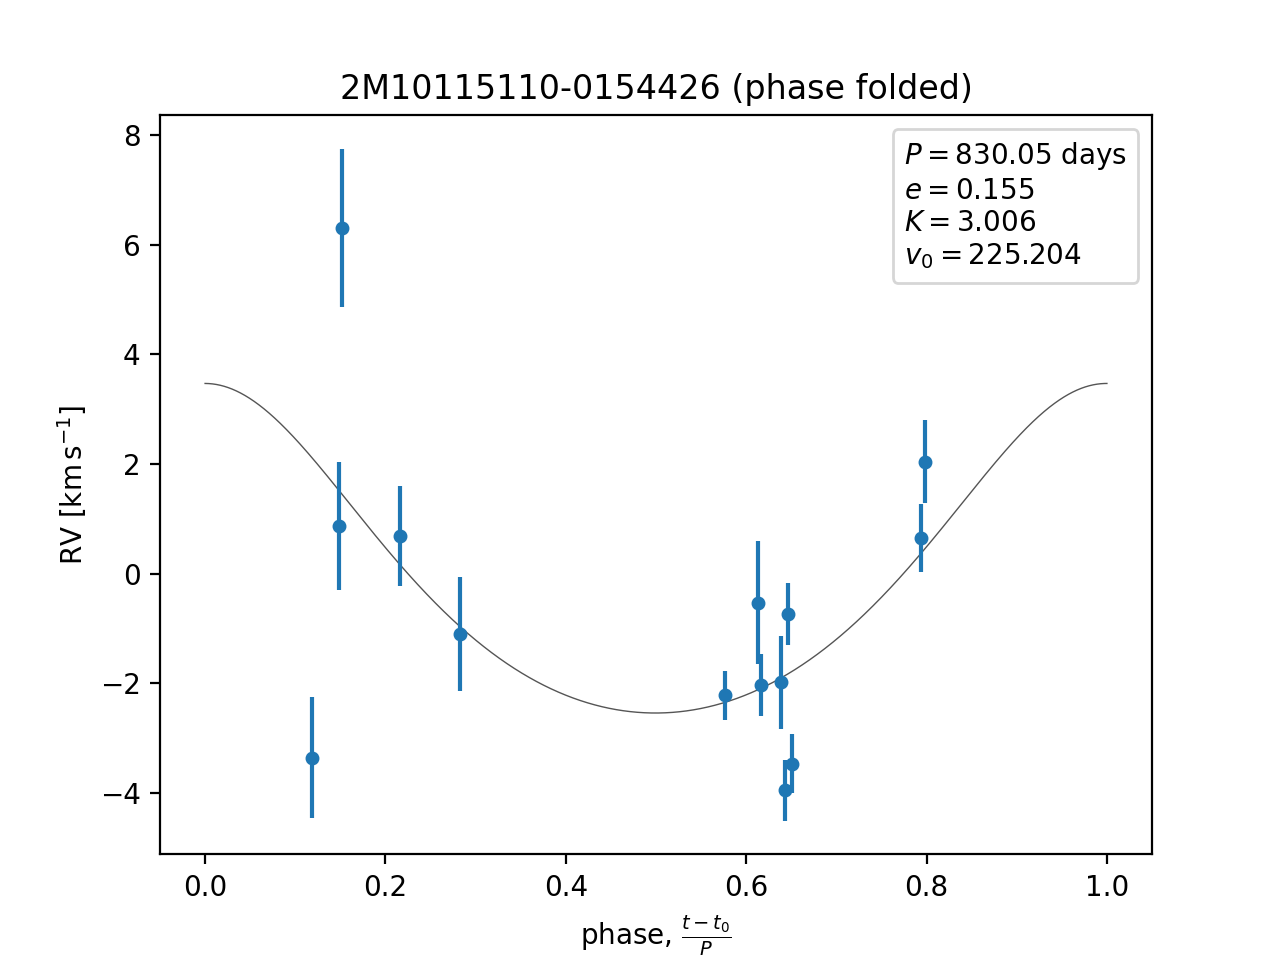 2M10115110-0154426 (phase folded)
P = 830.05 days
e = 0.155
K = 3.006
v₀ = 225.204
RV [km s⁻¹]
8
6
4
2
0
−2
−4
0.0 0.2 0.4 0.6 0.8 1.0
phase, (t − t₀)/P